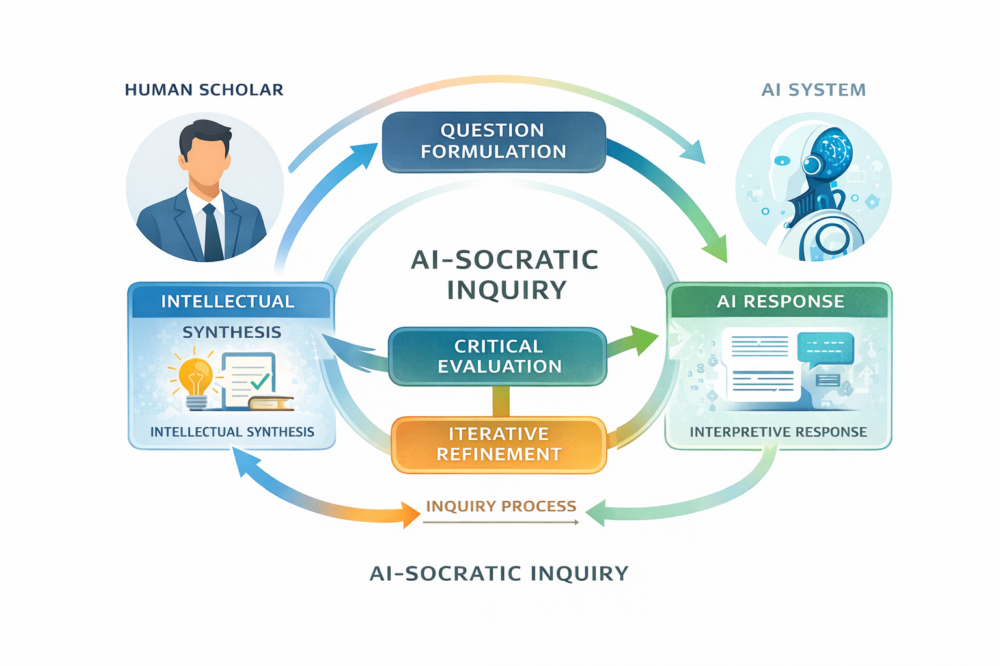 HUMAN SCHOLAR
AI SYSTEM
QUESTION
FORMULATION
AI-SOCRATIC
INQUIRY
INTELLECTUAL
SYNTHESIS
INTELLECTUAL SYNTHESIS
CRITICAL
EVALUATION
AI RESPONSE
INTERPRETIVE RESPONSE
ITERATIVE
REFINEMENT
INQUIRY PROCESS
AI-SOCRATIC INQUIRY